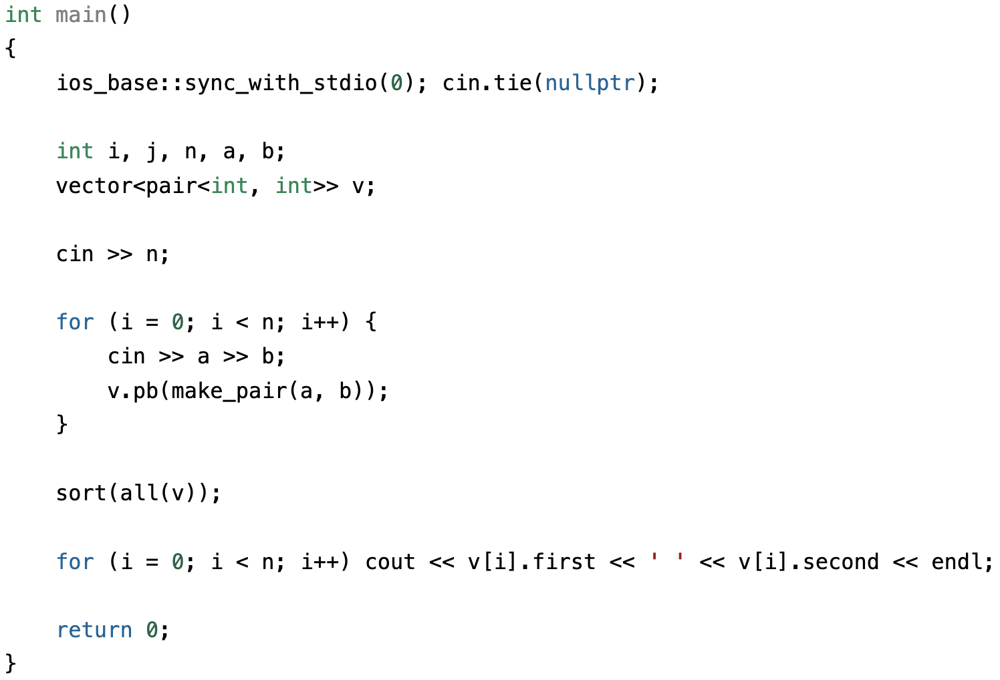 int main()
{
    ios_base::sync_with_stdio(0); cin.tie(nullptr);

    int i, j, n, a, b;
    vector<pair<int, int>> v;

    cin >> n;

    for (i = 0; i < n; i++) {
        cin >> a >> b;
        v.pb(make_pair(a, b));
    }

    sort(all(v));

    for (i = 0; i < n; i++) cout << v[i].first << ' ' << v[i].second << endl;

    return 0;
}